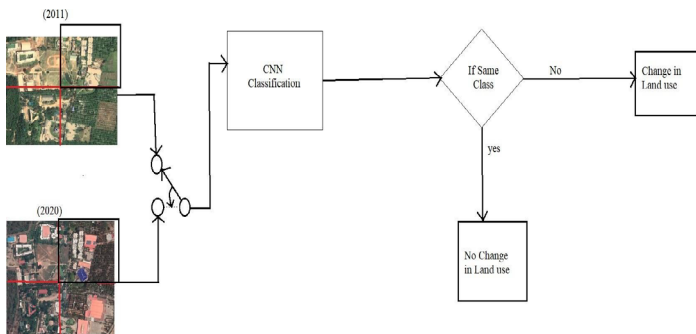 (2011)
CNN
Classification
If Same
Class
No
Change in
Land use
yes
(2020)
No Change
in Land use